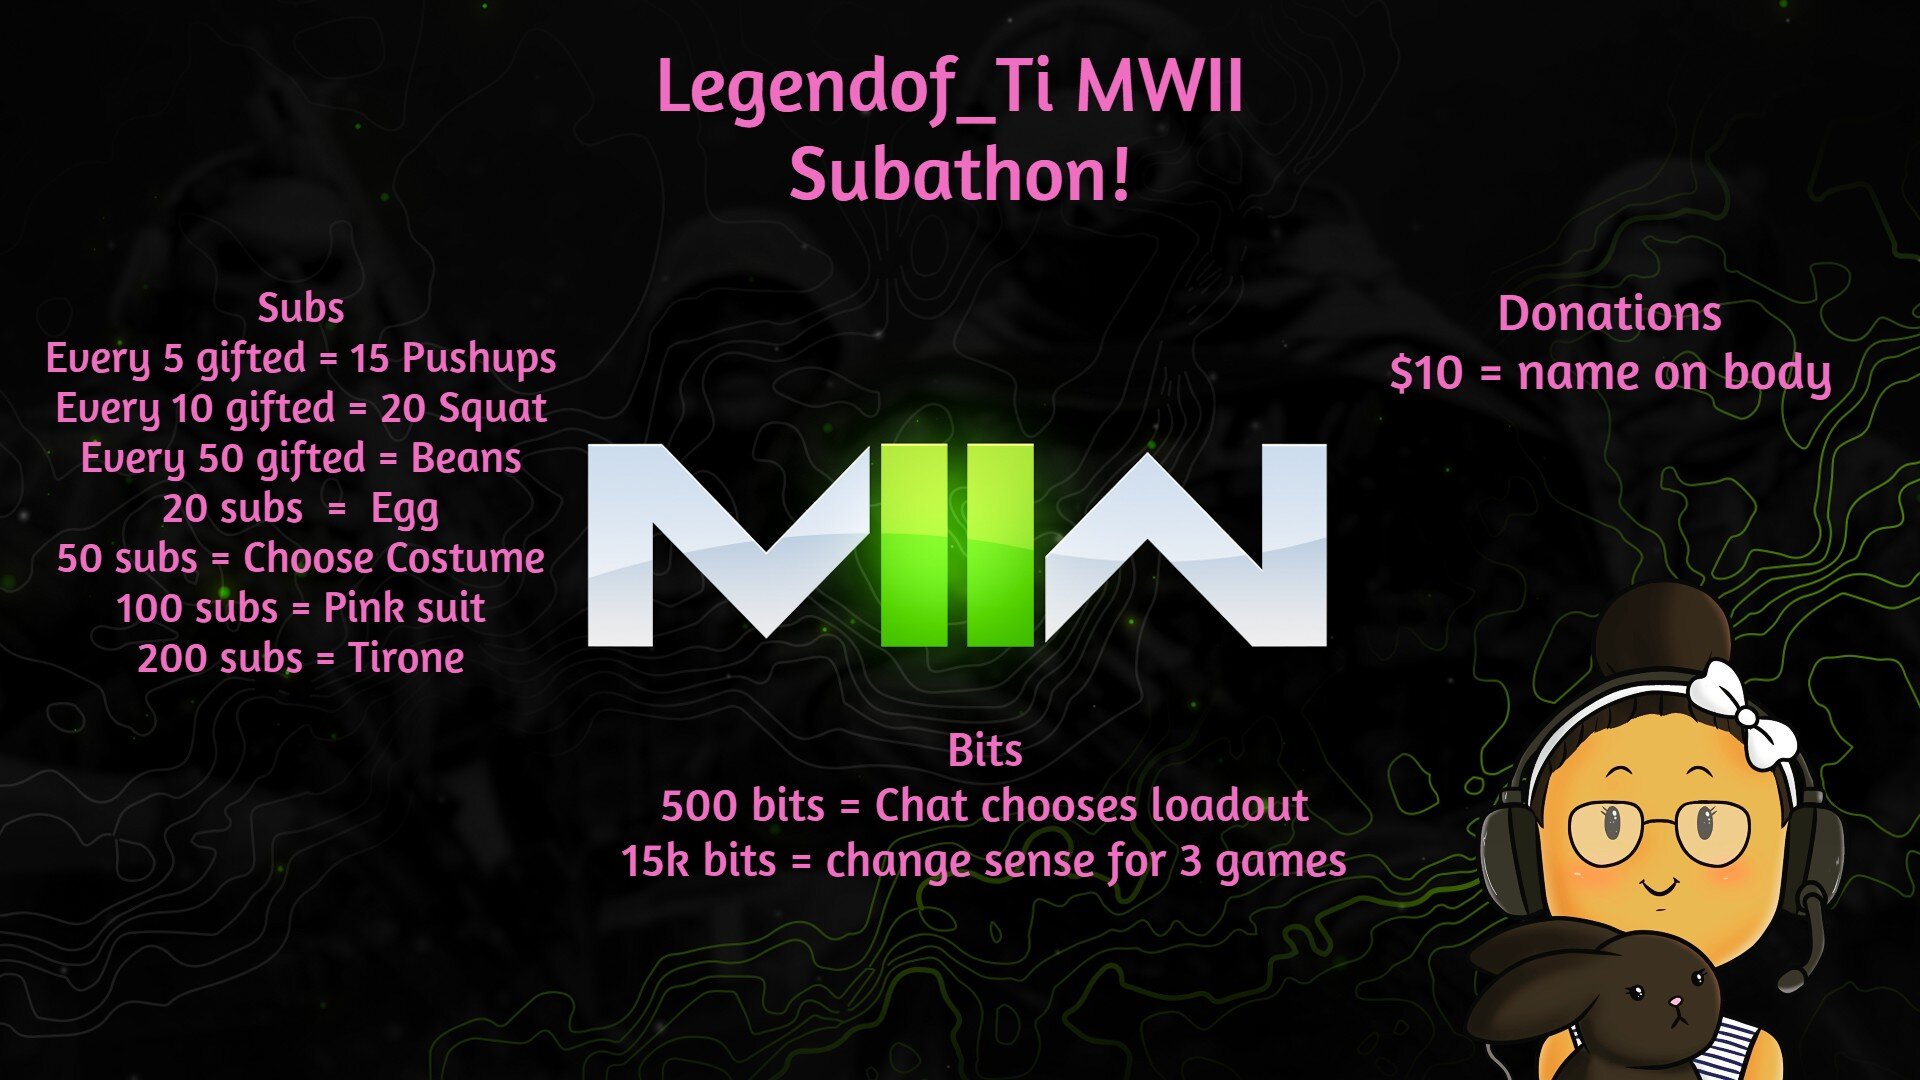 Legendof_Ti MWII
Subathon!
Subs
Every 5 gifted = 15 Pushups
Every 10 gifted = 20 Squat
Every 50 gifted = Beans
20 subs = Egg
50 subs = Choose Costume
100 subs = Pink suit
200 subs = Tirone
Donations
$10 = name on body
MIIW
Bits
500 bits = Chat chooses loadout
15k bits = change sense for 3 games